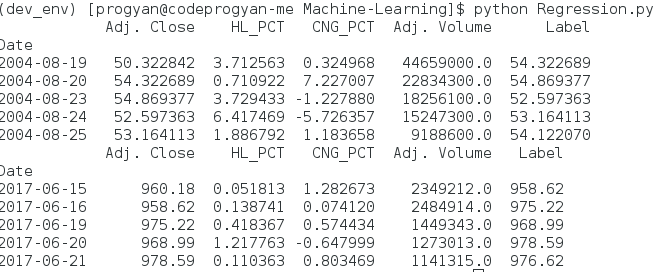 (dev_env) [progyan@codeprogyan-me Machine-Learning]$ python Regression.py
Adj. Close HL_PCT CNG_PCT Adj. Volume Label
Date
2004-08-19 50.322842 3.712563 0.324968 44659000.0 54.322689
2004-08-20 54.322689 0.710922 7.227007 22834300.0 54.869377
2004-08-23 54.869377 3.729433 -1.227880 18256100.0 52.597363
2004-08-24 52.597363 6.417469 -5.726357 15247300.0 53.164113
2004-08-25 53.164113 1.886792 1.183658 9188600.0 54.122070
Adj. Close HL_PCT CNG_PCT Adj. Volume Label
Date
2017-06-15 960.18 0.051813 1.282673 2349212.0 958.62
2017-06-16 958.62 0.138741 0.074120 2484914.0 975.22
2017-06-19 975.22 0.418367 0.574434 1449343.0 968.99
2017-06-20 968.99 1.217763 -0.647999 1273013.0 978.59
2017-06-21 978.59 0.110363 0.803469 1141315.0 976.62